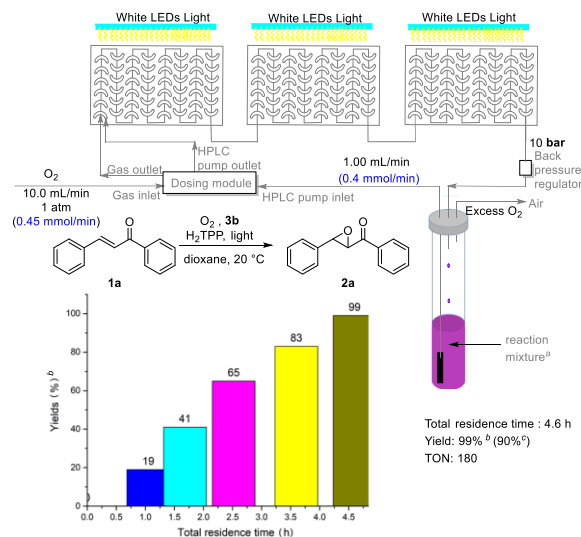 White LEDs Light White LEDs Light White LEDs Light
10 bar
Back
pressure
regulator
HPLC
pump outlet
Gas outlet
O2
1.00 mL/min
(0.4 mmol/min)
Dosing module
10.0 mL/min
Gas inlet
HPLC pump inlet
1 atm
(0.45 mmol/min)
Air
Excess O2
O2 , 3b
H2TPP, light
dioxane, 20 °C
O
O
O
1a
2a
reaction
mixturea
Total residence time : 4.6 h
Yield: 99% b (90%c)
TON: 180
Yields (%)b
100
80
60
40
20
0
0
19
41
65
83
99
0.0 0.5 1.0 1.5 2.0 2.5 3.0 3.5 4.0 4.5
Total residence time (h)